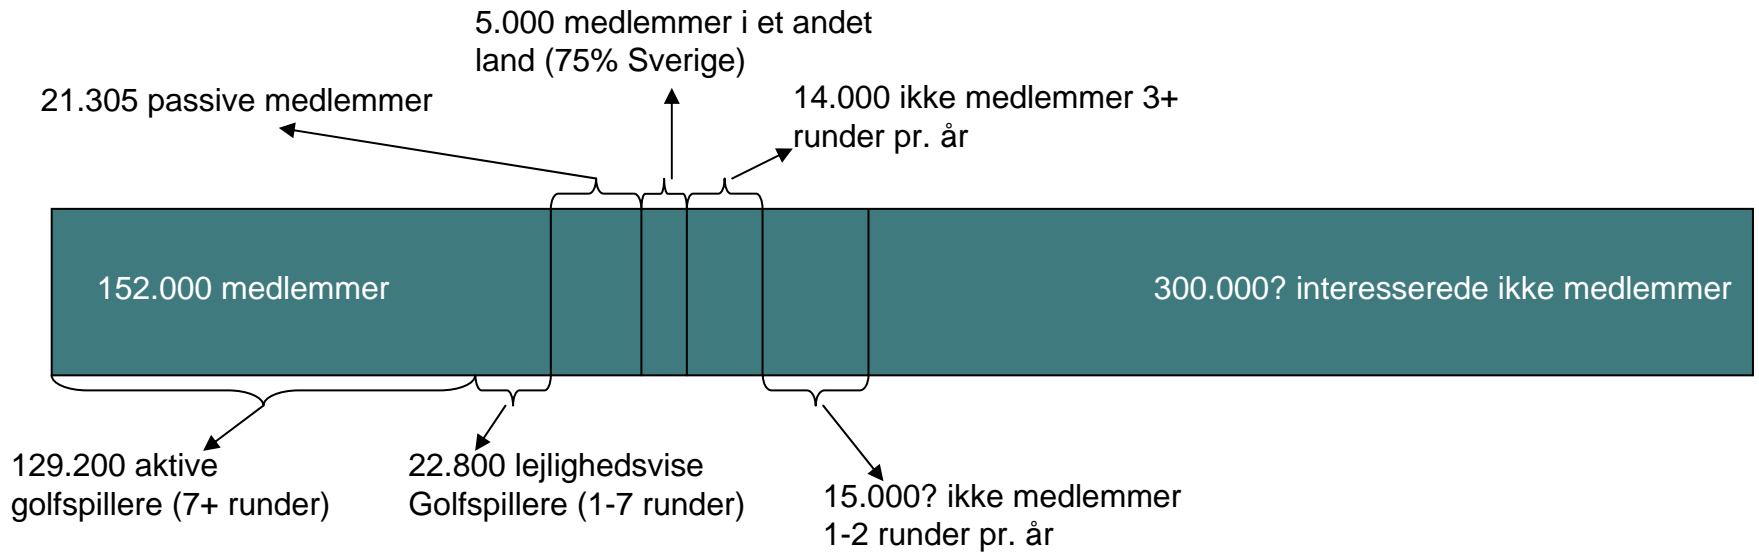 5.000 medlemmer i et andet
land (75% Sverige)
21.305 passive medlemmer
14.000 ikke medlemmer 3+
runder pr. år
152.000 medlemmer
300.000? interesserede ikke medlemmer
129.200 aktive
golfspillere (7+ runder)
22.800 lejlighedsvise
Golfspillere (1-7 runder)
15.000? ikke medlemmer
1-2 runder pr. år